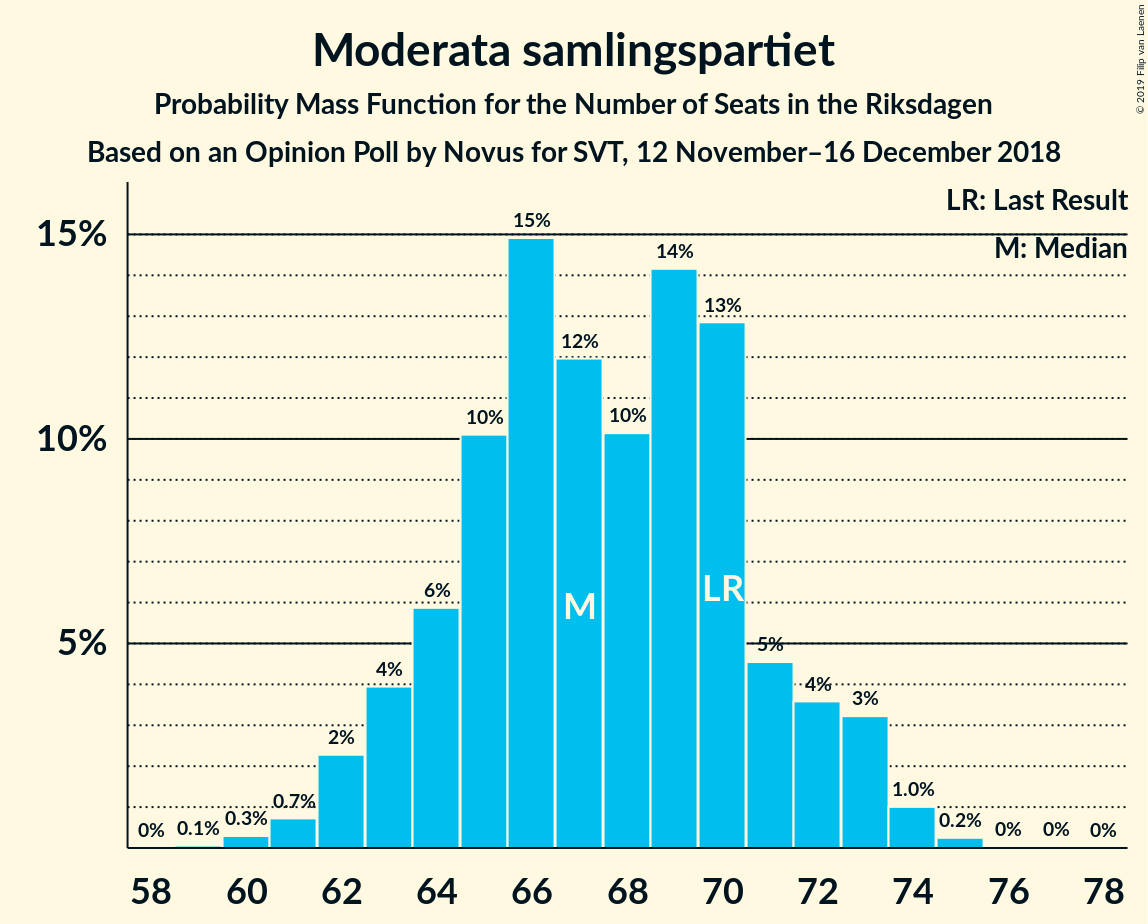 Moderata samlingspartiet
Probability Mass Function for the Number of Seats in the Riksdagen
Based on an Opinion Poll by Novus for SVT, 12 November–16 December 2018
© 2019 Filip van Laenen
LR: Last Result
M: Median
15%
10%
5%
0%
0.1%
0.3%
0.7%
2%
4%
6%
10%
15%
12%
10%
14%
13%
5%
4%
3%
1.0%
0.2%
0%
0%
0%
M
LR
58 60 62 64 66 68 70 72 74 76 78